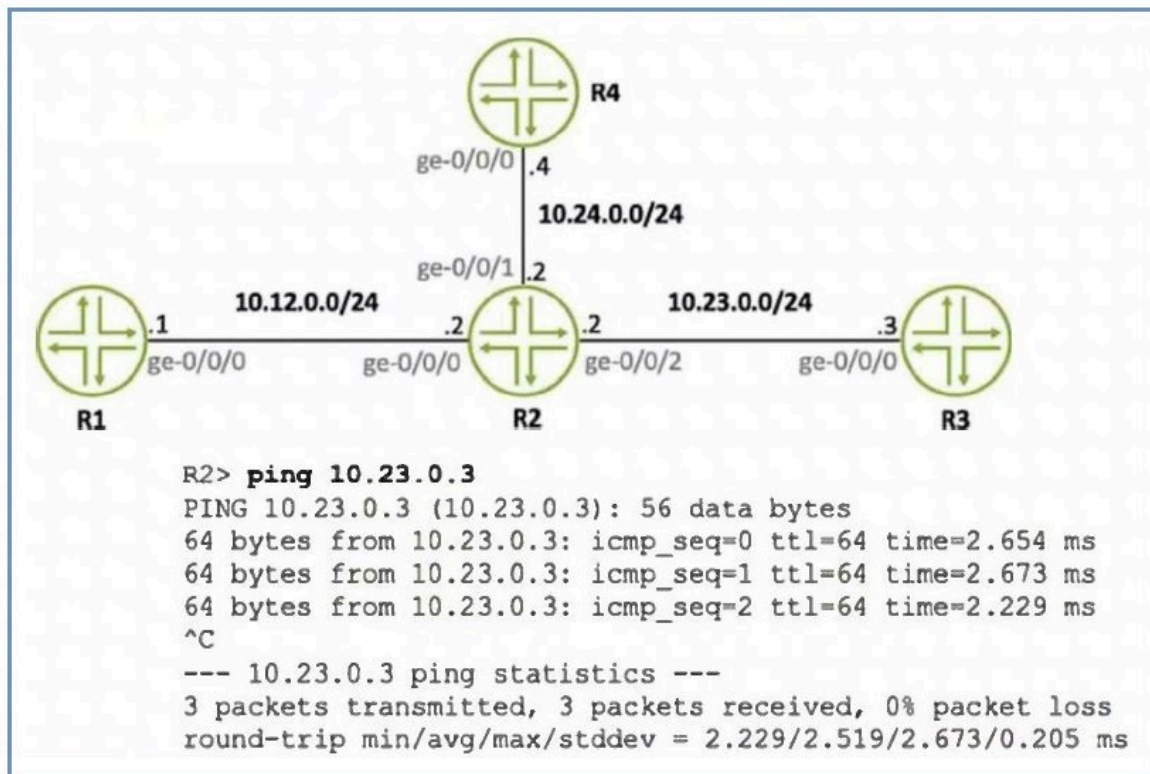 R4
ge-0/0/0 .4
10.24.0.0/24
ge-0/0/1 .2
10.12.0.0/24 10.23.0.0/24
.1 .2 .2 .3
ge-0/0/0 ge-0/0/0 ge-0/0/2 ge-0/0/0
R1 R2 R3
R2> ping 10.23.0.3
PING 10.23.0.3 (10.23.0.3): 56 data bytes
64 bytes from 10.23.0.3: icmp_seq=0 ttl=64 time=2.654 ms
64 bytes from 10.23.0.3: icmp_seq=1 ttl=64 time=2.673 ms
64 bytes from 10.23.0.3: icmp_seq=2 ttl=64 time=2.229 ms
^C
--- 10.23.0.3 ping statistics ---
3 packets transmitted, 3 packets received, 0% packet loss
round-trip min/avg/max/stddev = 2.229/2.519/2.673/0.205 ms